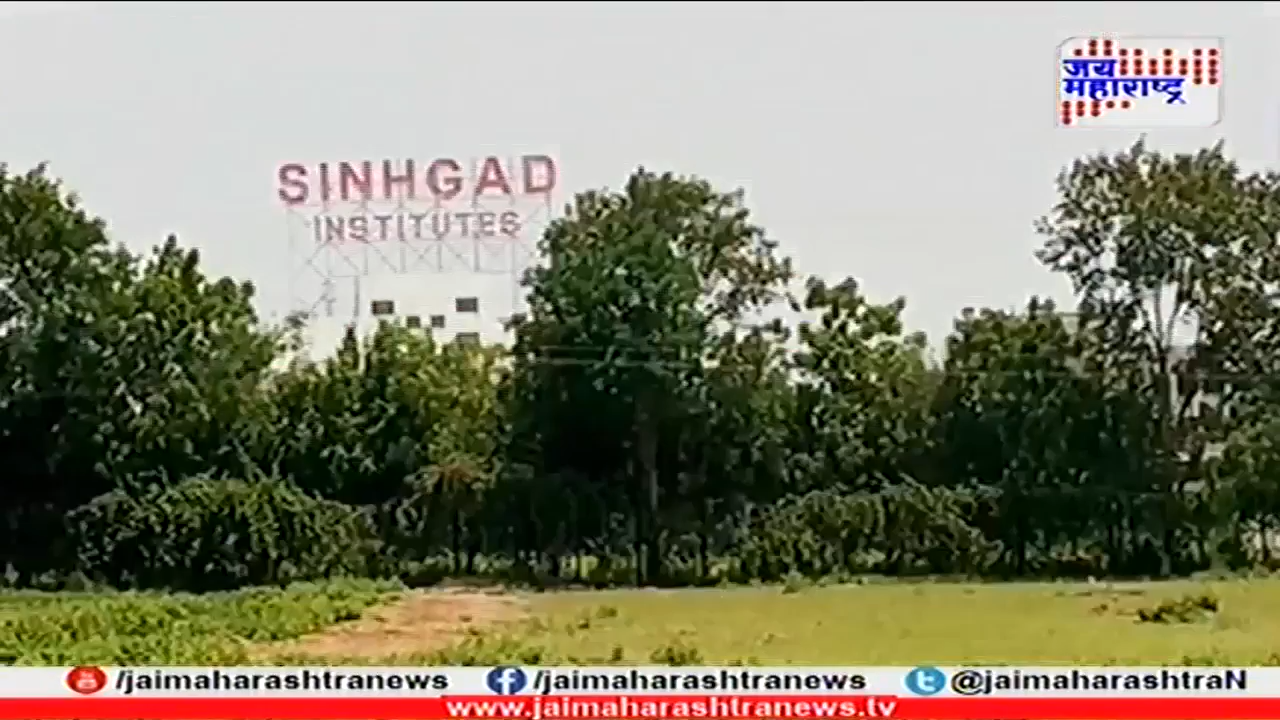 जय
महाराष्ट्र
SINHGAD
INSTITUTES
/jaimaharashtranews /jaimaharashtranews @jaimaharashtraN
www.jaimaharashtranews.tv